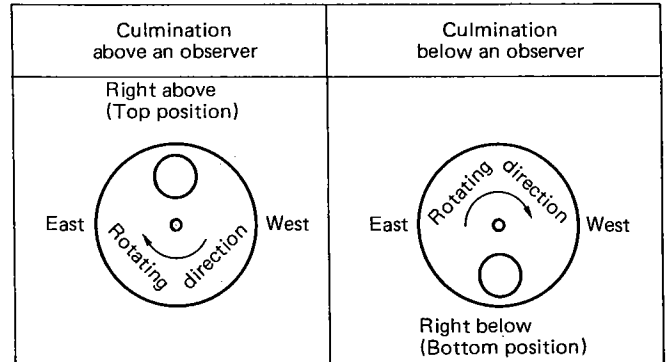 Culmination
above an observer
Culmination
below an observer
Right above
(Top position)
East
Rotating direction
West
East
Rotating direction
West
Right below
(Bottom position)